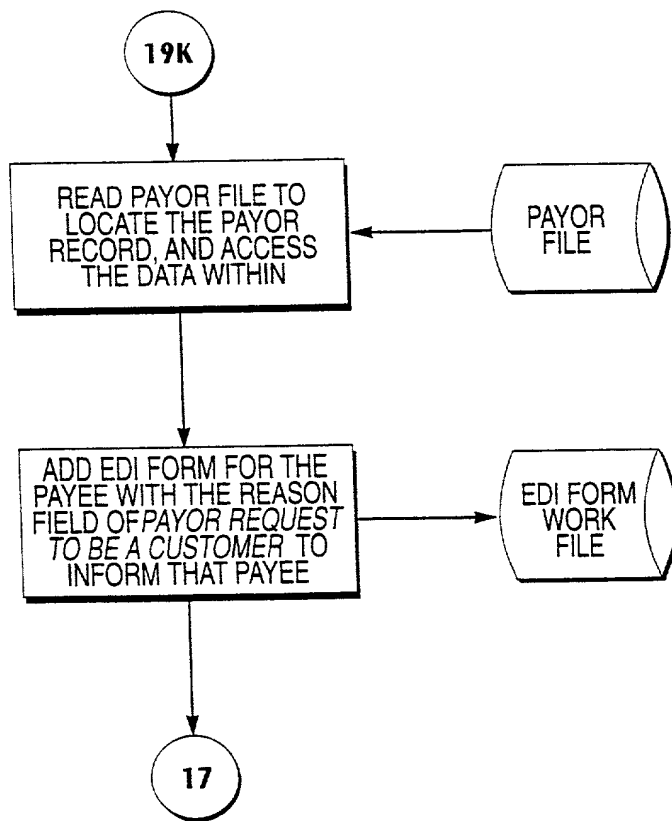 19K
READ PAYOR FILE TO
LOCATE THE PAYOR
RECORD, AND ACCESS
THE DATA WITHIN
PAYOR
FILE
ADD EDI FORM FOR THE
PAYEE WITH THE REASON
FIELD OF PAYOR REQUEST
TO BE A CUSTOMER TO
INFORM THAT PAYEE
EDI FORM
WORK
FILE
17